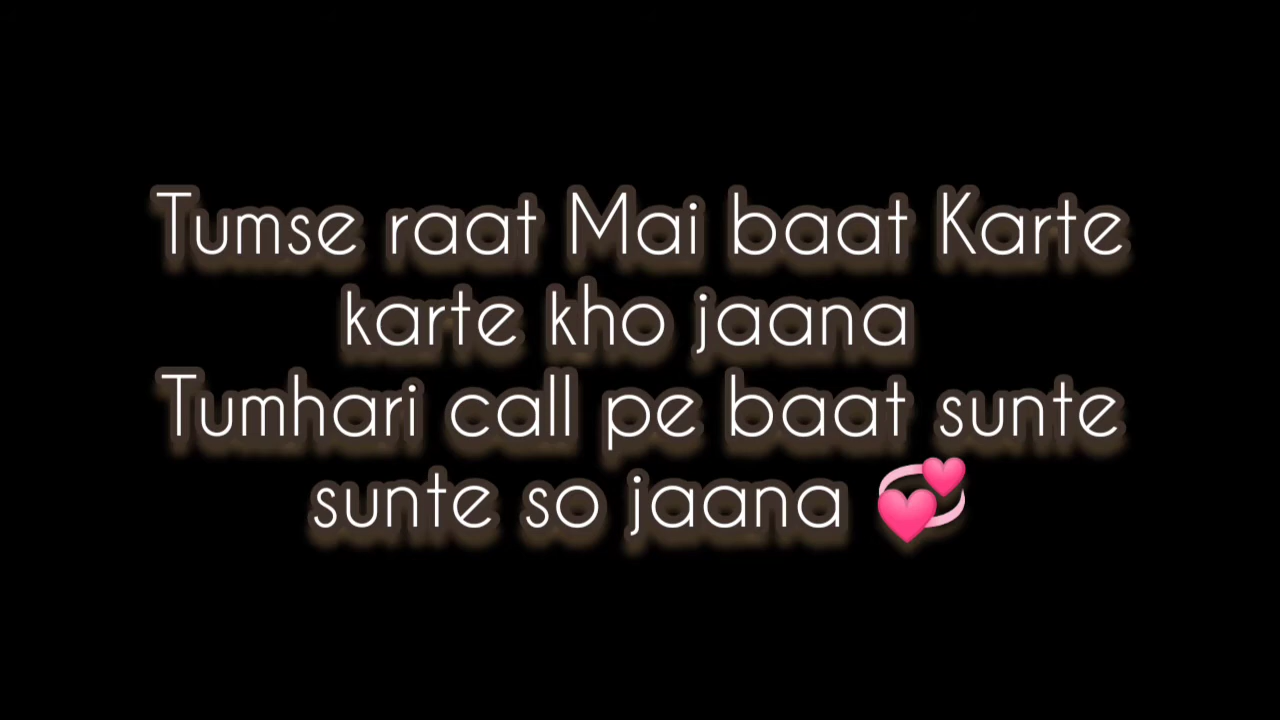 Tumse raat Mai baat Karte
karte kho jaana
Tumhari call pe baat sunte
sunte so jaana 💞